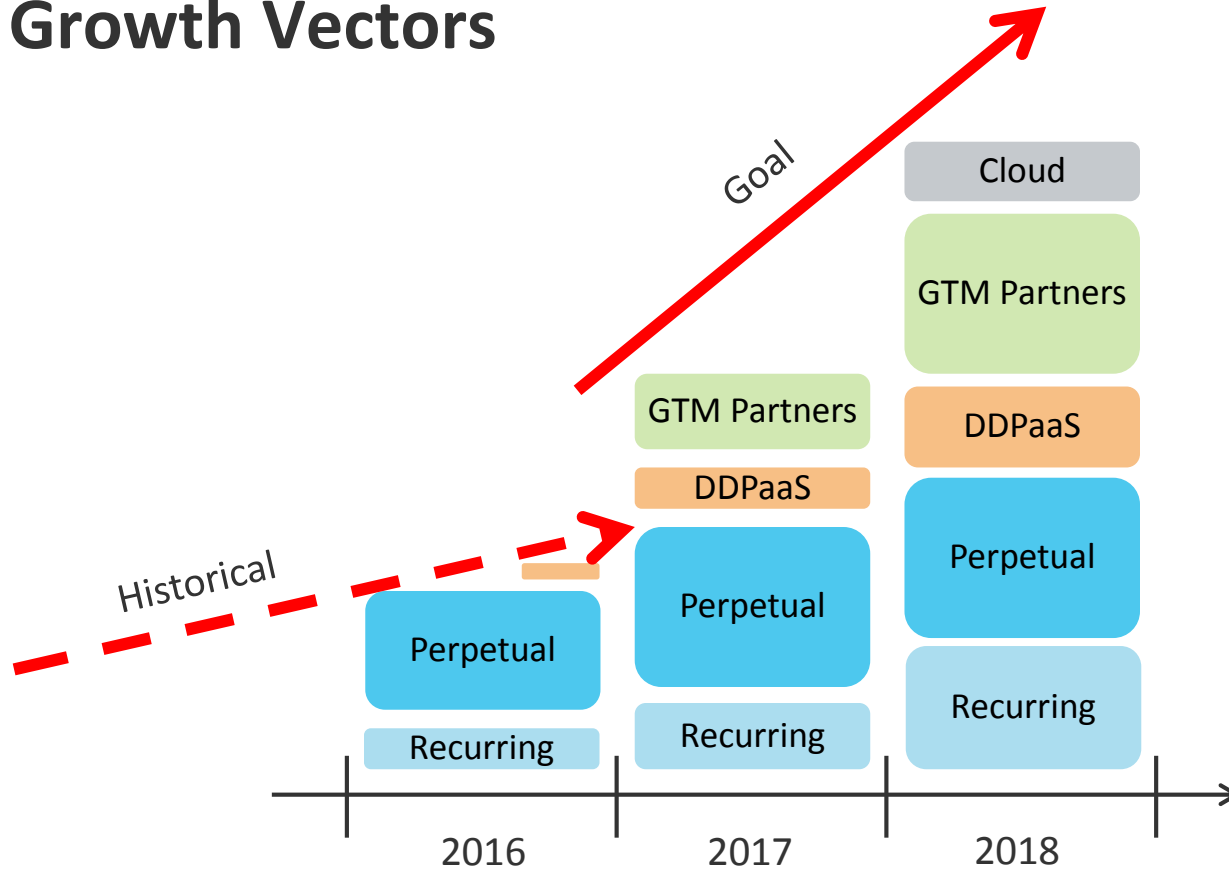 Growth Vectors
Goal
Historical
Perpetual
Recurring
GTM Partners
DDPaaS
Perpetual
Recurring
Cloud
GTM Partners
DDPaaS
Perpetual
Recurring
2016
2017
2018